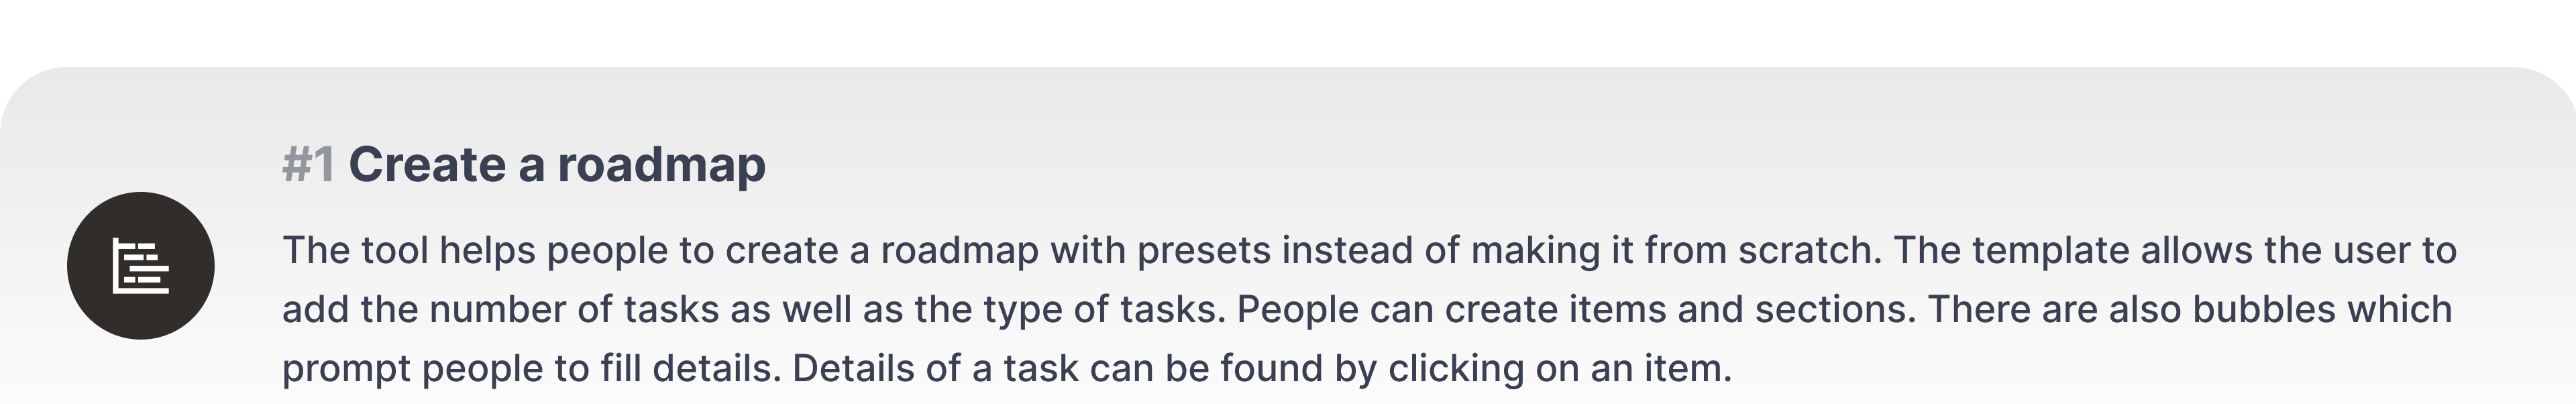 #1 Create a roadmap
The tool helps people to create a roadmap with presets instead of making it from scratch. The template allows the user to
add the number of tasks as well as the type of tasks. People can create items and sections. There are also bubbles which
prompt people to fill details. Details of a task can be found by clicking on an item.